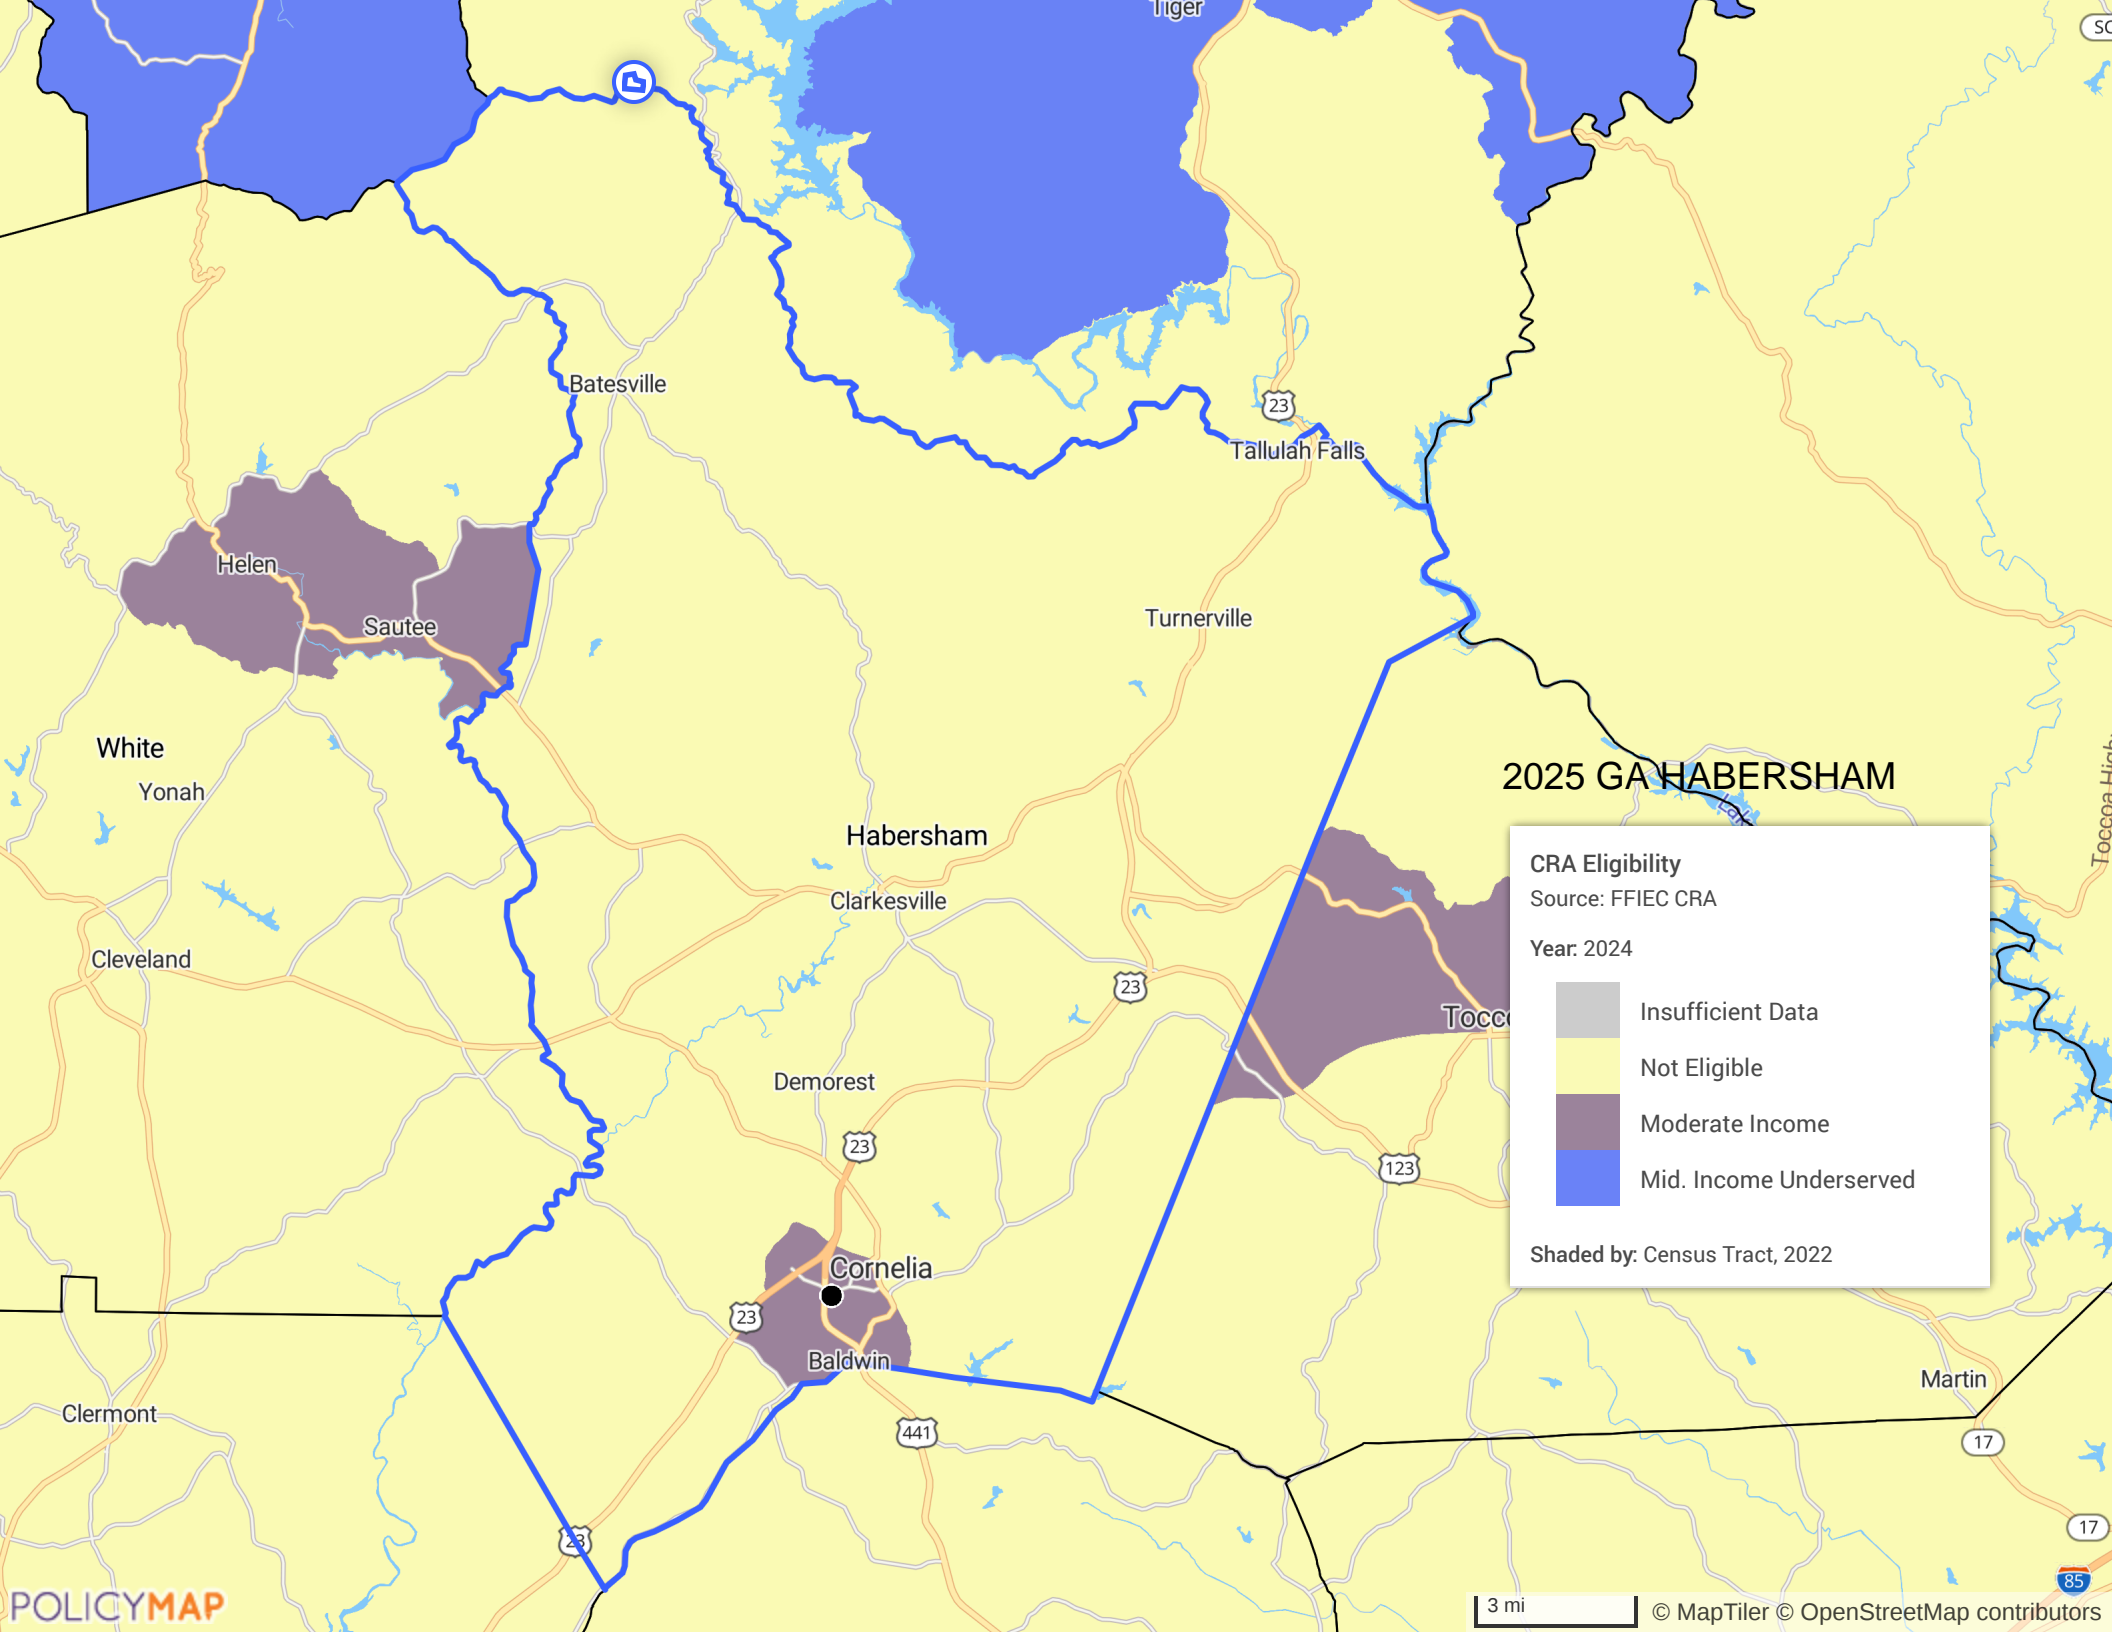 Tiger
SC
Batesville
23
Tallulah Falls
Helen
Sautee
Turnerville
White
Yonah
2025 GA HABERSHAM
Toccoa High
Habersham
Clarkesville
Cleveland
23
Demorest
23
123
Cornelia
23
Baldwin
Clermont
441
23
Martin
17
17
85
CRA Eligibility
Source: FFIEC CRA
Year: 2024
Insufficient Data
Not Eligible
Moderate Income
Mid. Income Underserved
Shaded by: Census Tract, 2022
POLICYMAP
3 mi
© MapTiler © OpenStreetMap contributors